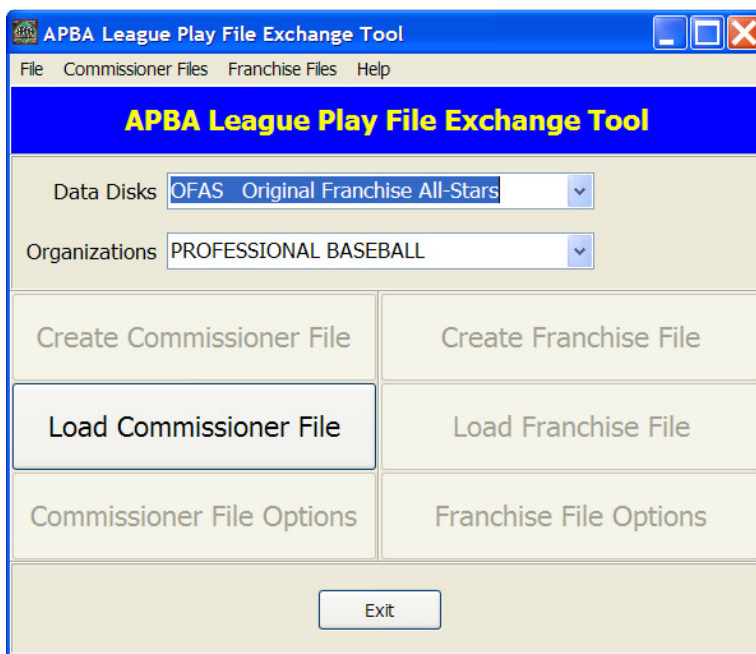 APBA League Play File Exchange Tool
File Commissioner Files Franchise Files Help
APBA League Play File Exchange Tool
Data Disks OFAS Original Franchise All-Stars
Organizations PROFESSIONAL BASEBALL
Create Commissioner File Create Franchise File
Load Commissioner File Load Franchise File
Commissioner File Options Franchise File Options
Exit